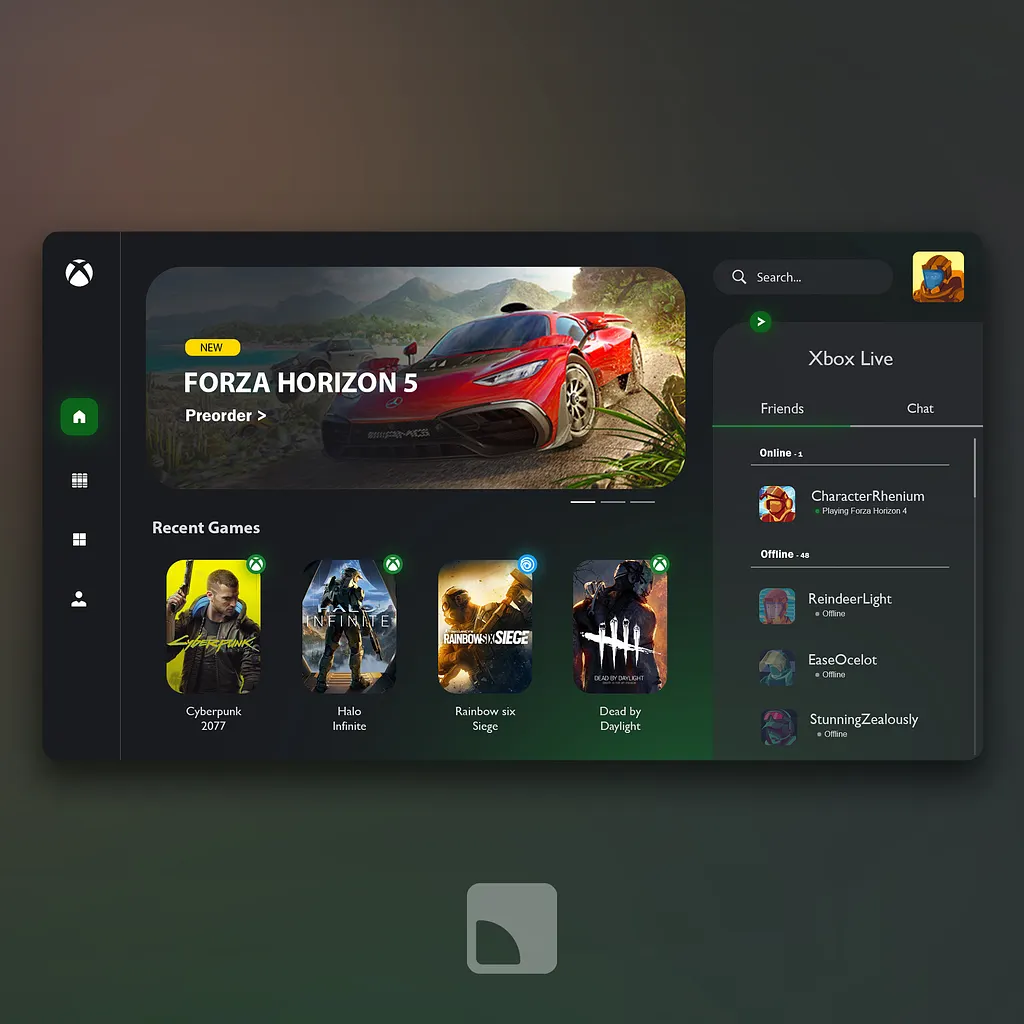 NEW
FORZA HORIZON 5
Preorder >
Search...
>
Xbox Live
Friends
Chat
Online - 1
CharacterRhenium
Playing Forza Horizon 4
Offline - 48
ReindeerLight
Offline
EaseOcelot
Offline
StunningZealously
Offline
Recent Games
CYBERPUNK
HALO
INFINITE
RAINBOW SIX SIEGE
DEAD BY DAYLIGHT
Cyberpunk
2077
Halo
Infinite
Rainbow six
Siege
Dead by
Daylight